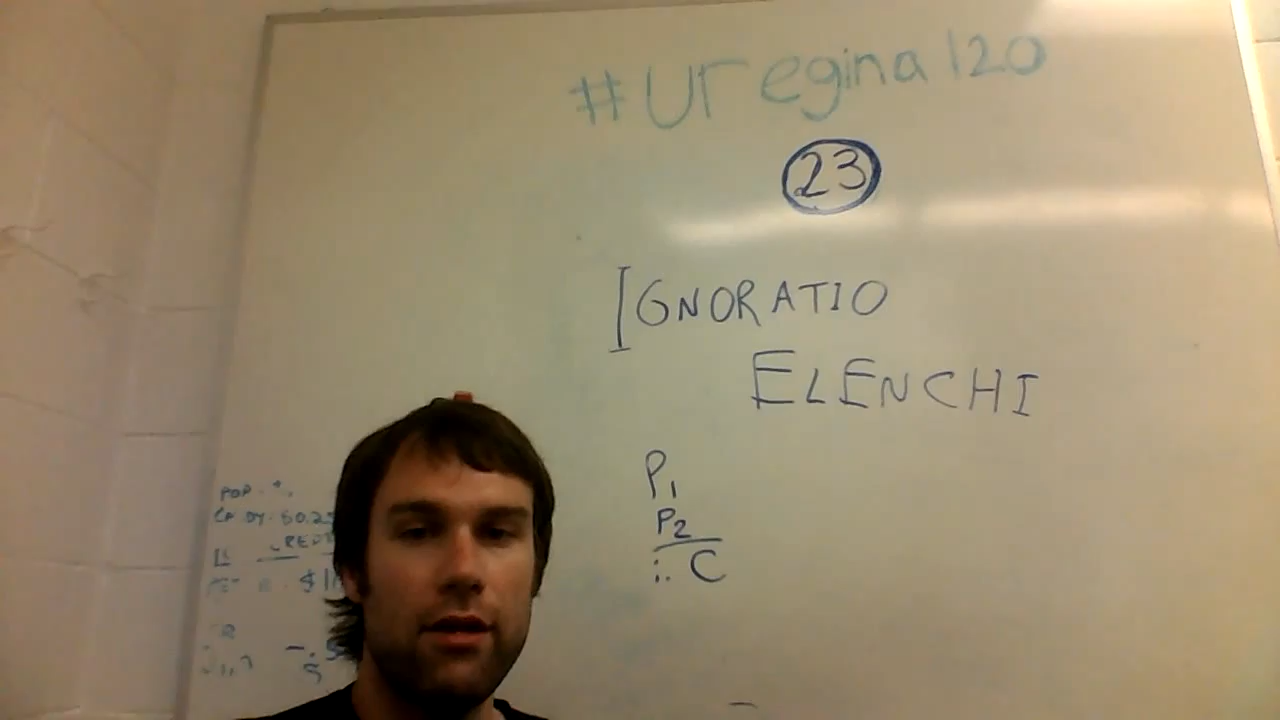 #Uregina120
23
IGNORATIO
ELENCHI
P1
P2
∴ C